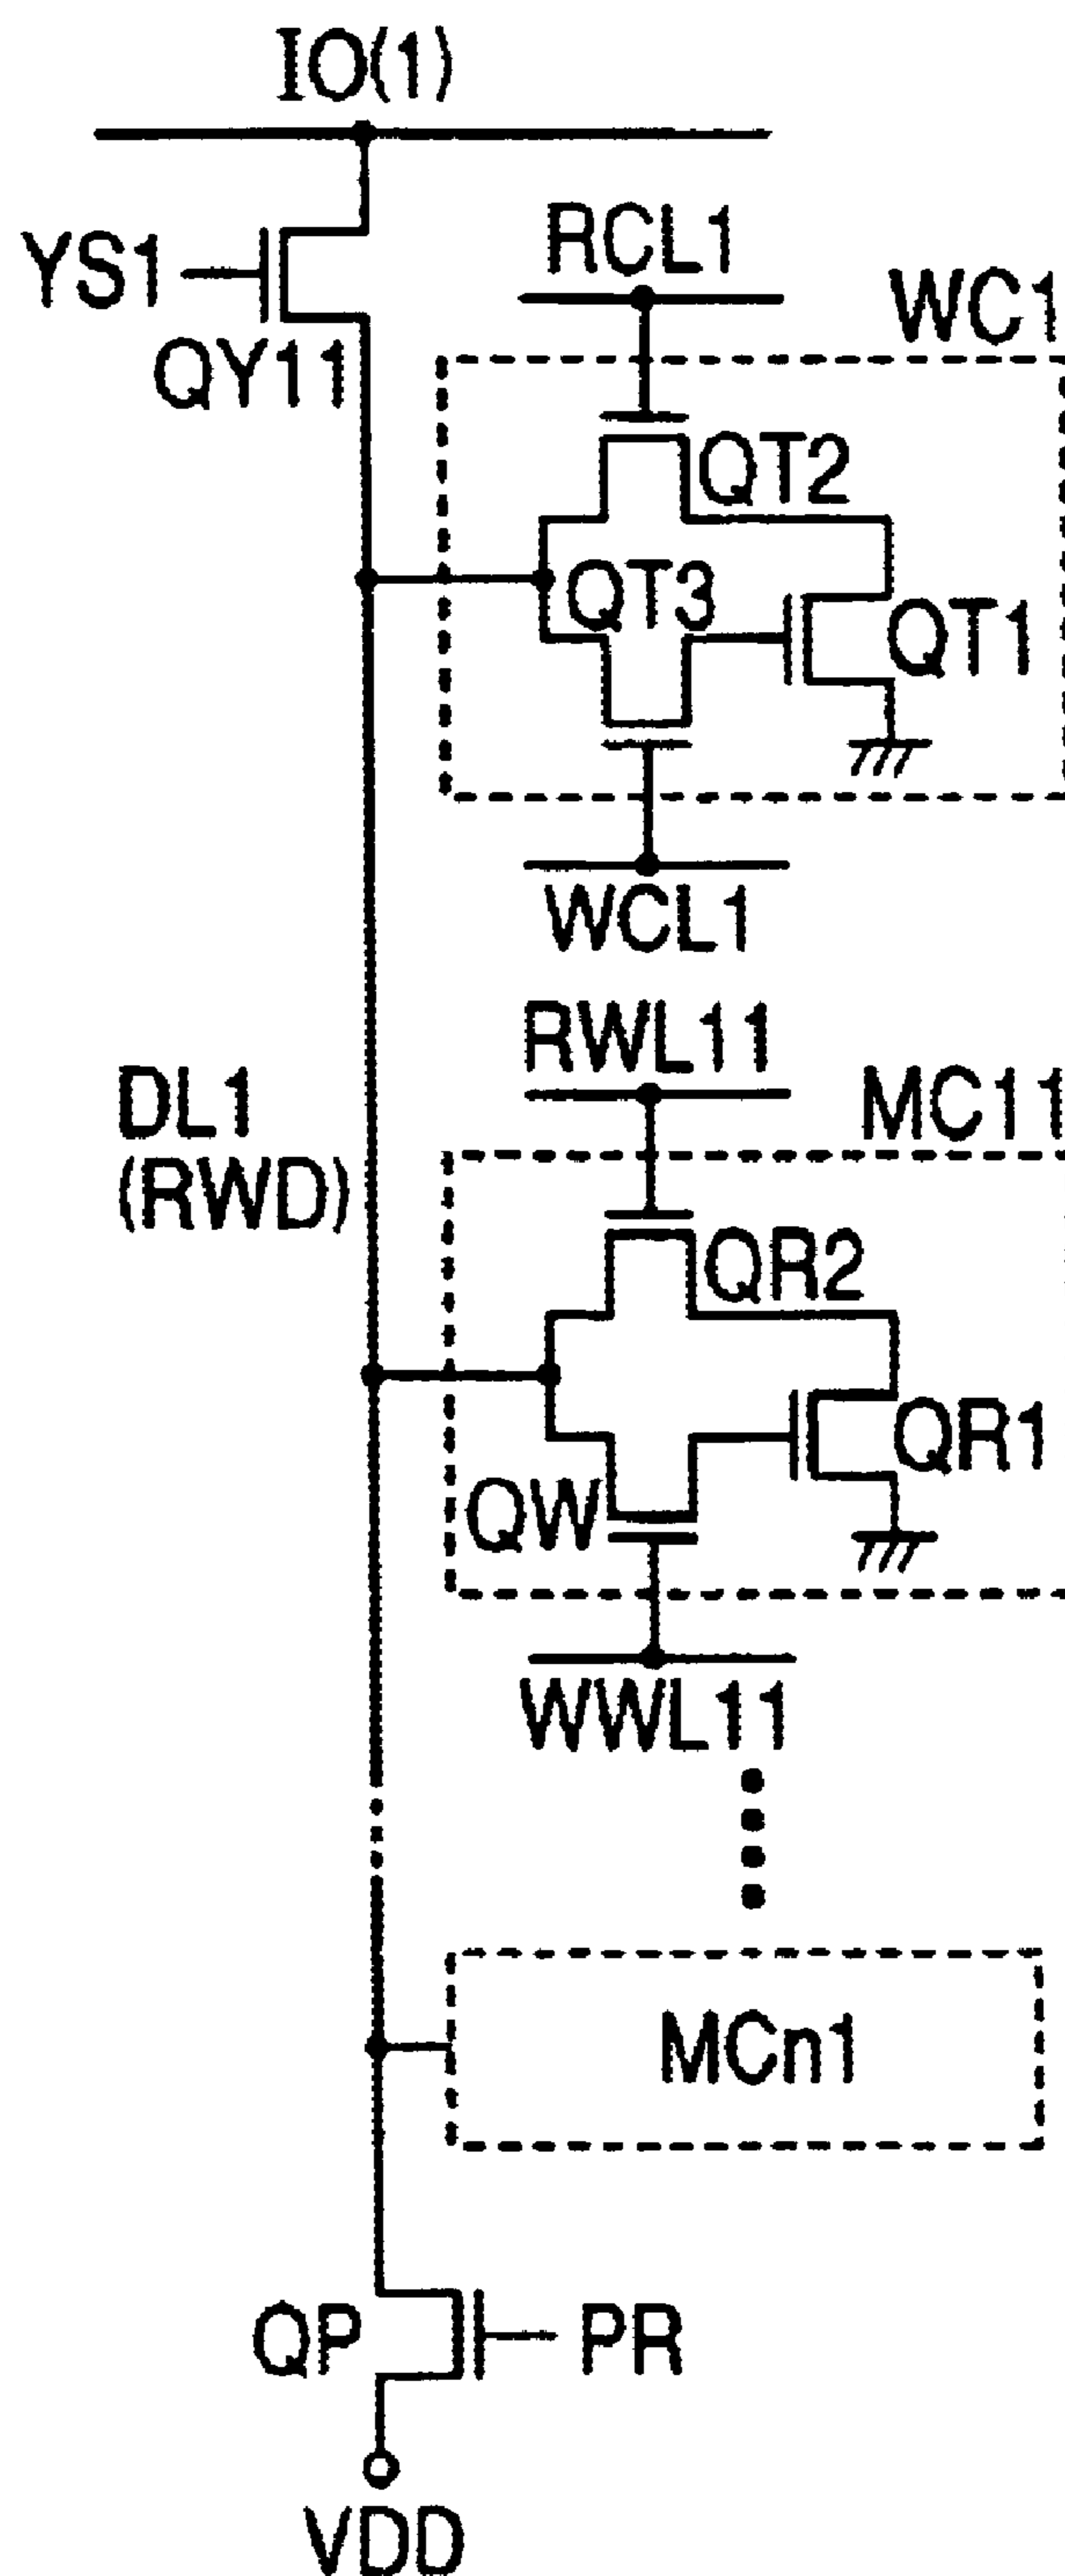 IO(1)
YS1
QY11
RCL1
WC1
QT2
QT3
QT1
WCL1
DL1
(RWD)
RWL11
MC11
QR2
QR1
QW
WWL11
MCn1
QP
PR
VDD